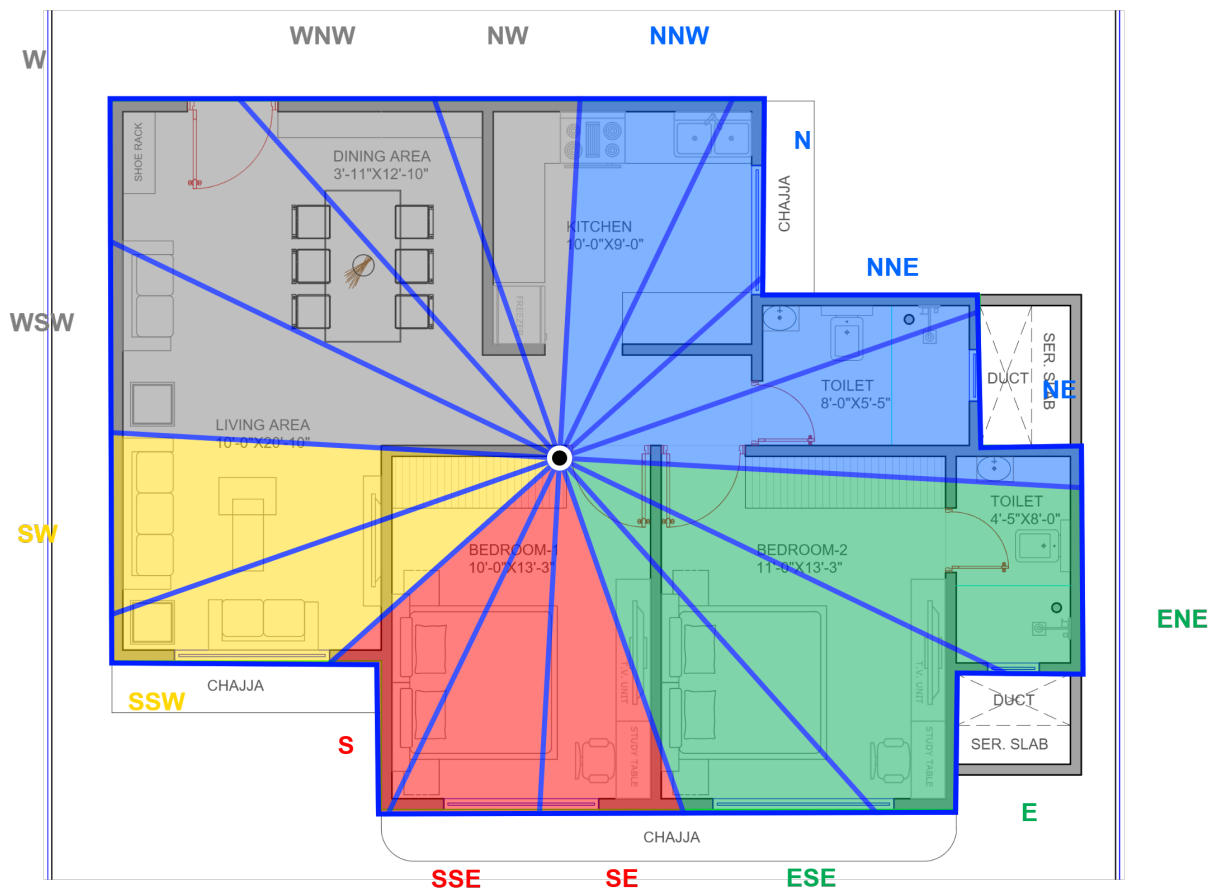 WNW
NW
NNW
W
N
SHOE RACK
DINING AREA
3'-11"X12'-10"
CHAJJA
KITCHEN
10'-0"X9'-0"
NNE
WSW
FREEZER
SER. SLAB
DUCT
NE
TOILET
8'-0"X5'-5"
LIVING AREA
10'-0"X20'-10"
SW
TOILET
4'-5"X8'-0"
BEDROOM-1
10'-0"X13'-3"
BEDROOM-2
11'-0"X13'-3"
ENE
T.V. UNIT
T.V. UNIT
CHAJJA
SSW
DUCT
S
STUDY TABLE
STUDY TABLE
SER. SLAB
E
CHAJJA
SSE
SE
ESE